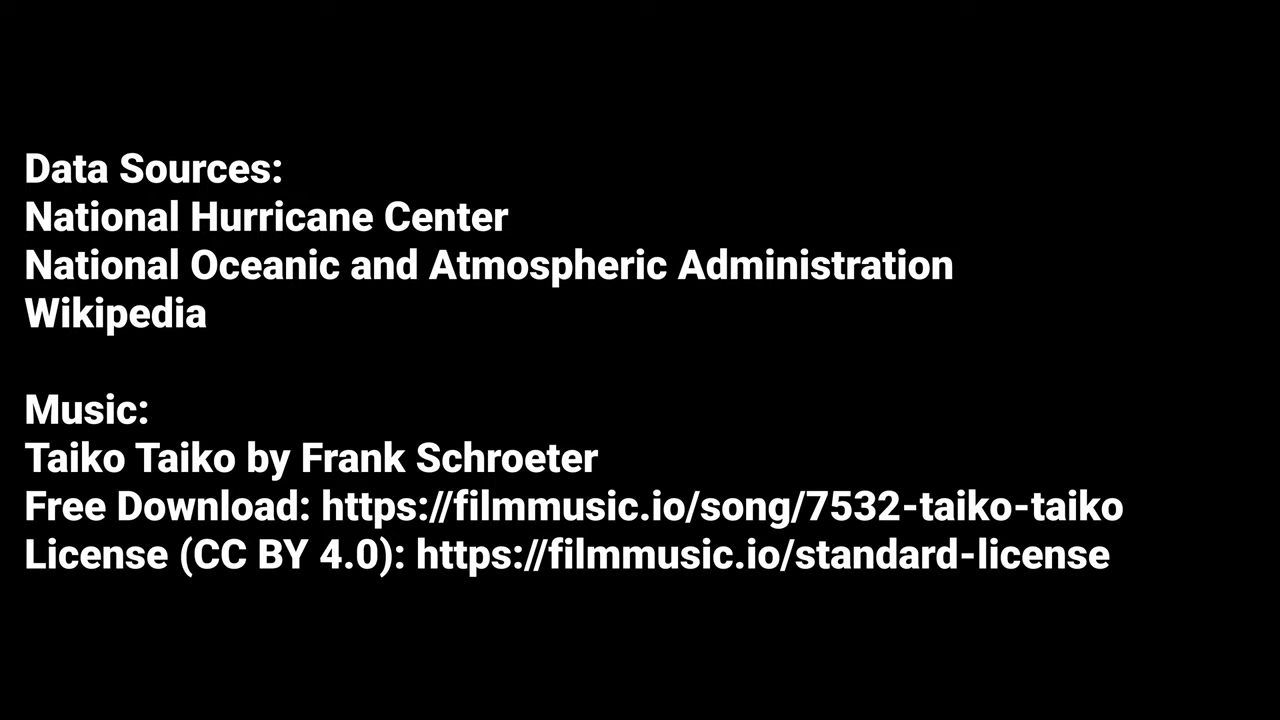 Data Sources:
National Hurricane Center
National Oceanic and Atmospheric Administration
Wikipedia
Music:
Taiko Taiko by Frank Schroeter
Free Download: https://filmmusic.io/song/7532-taiko-taiko
License (CC BY 4.0): https://filmmusic.io/standard-license